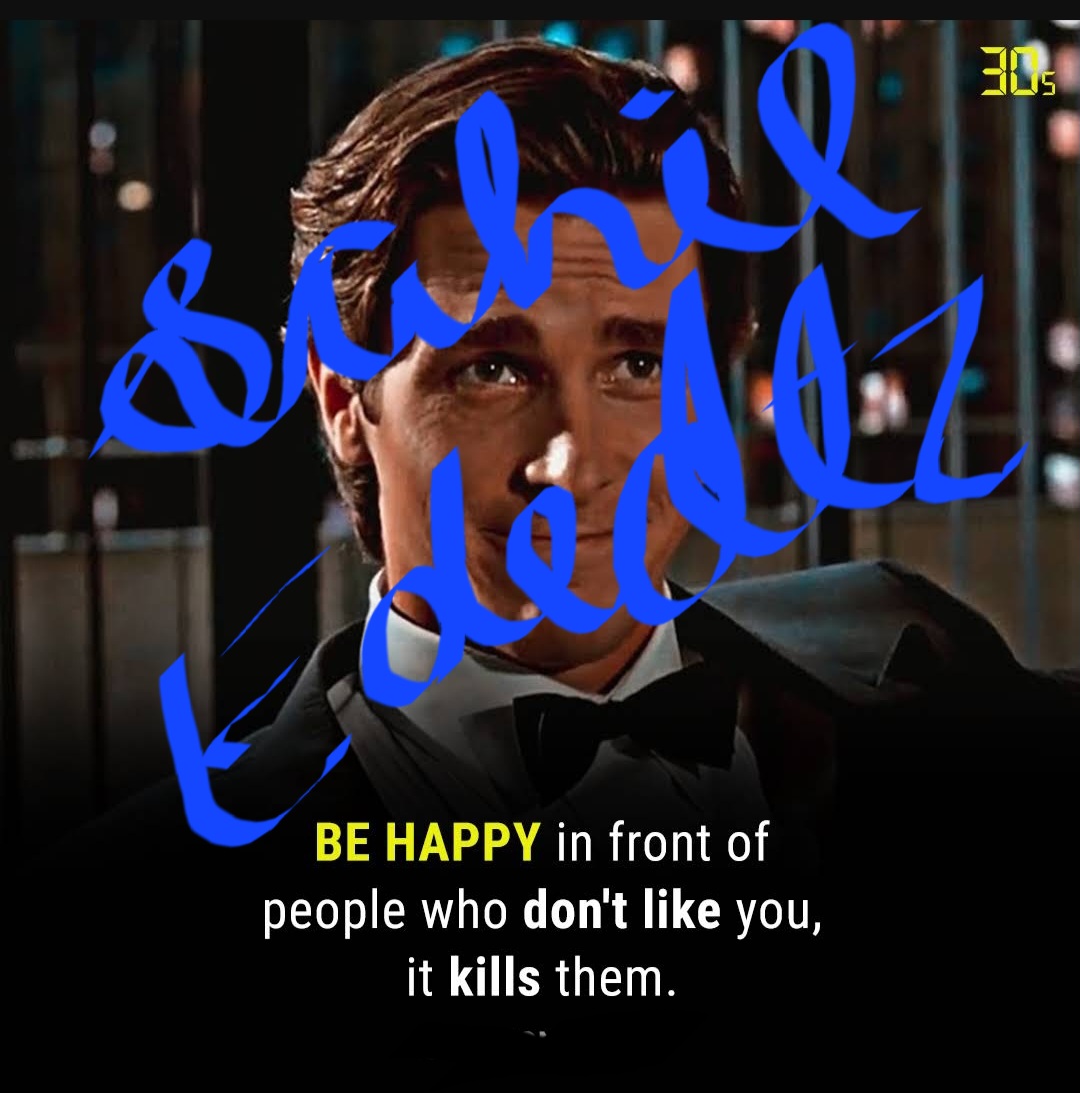 30s
Sahil
BE HAPPY in front of
people who don't like you,
it kills them.